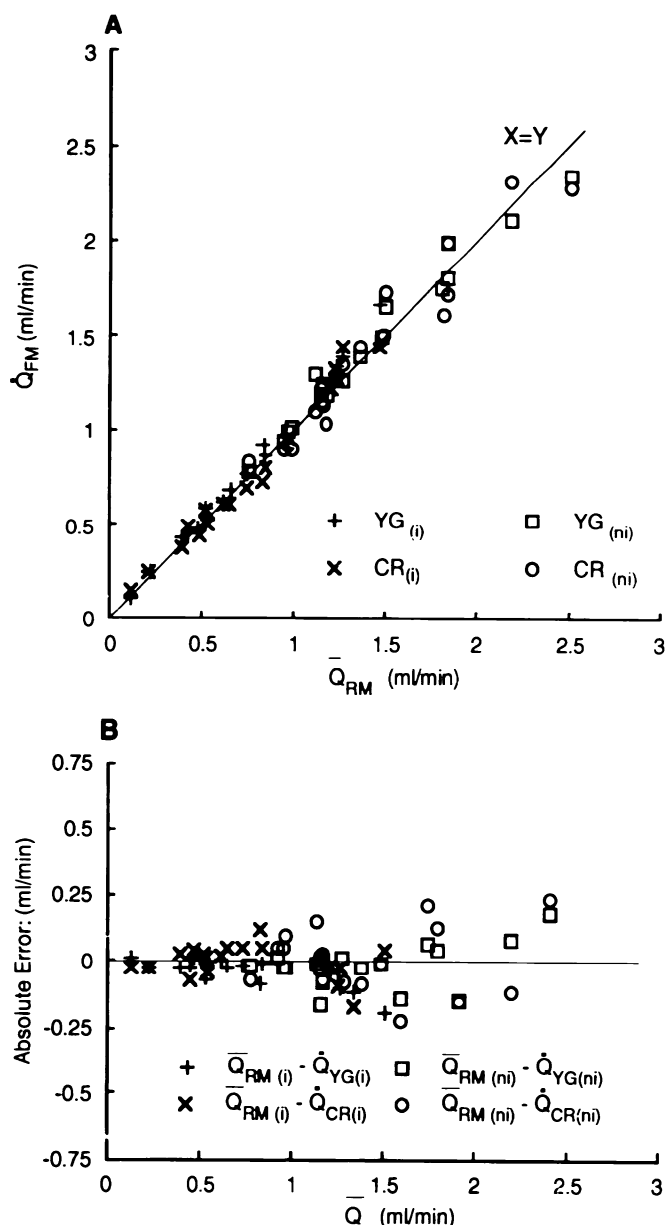 A
3
2.5
2
1.5
1
0.5
0
X=Y
Q̇FM (ml/min)
+ YG (i) □ YG (ni)
× CR(i) ○ CR (ni)
0 0.5 1 1.5 2 2.5 3
Q̅RM (ml/min)
B
0.75
0.5
0.25
0
-0.25
-0.5
-0.75
Absolute Error: (ml/min)
+ Q̅RM (i) - Q̇YG(i) □ Q̅RM (ni) - Q̇YG(ni)
× Q̅RM (i) - Q̇CR(i) ○ Q̅RM (ni) - Q̇CR(ni)
0 0.5 1 1.5 2 2.5 3
Q̅ (ml/min)